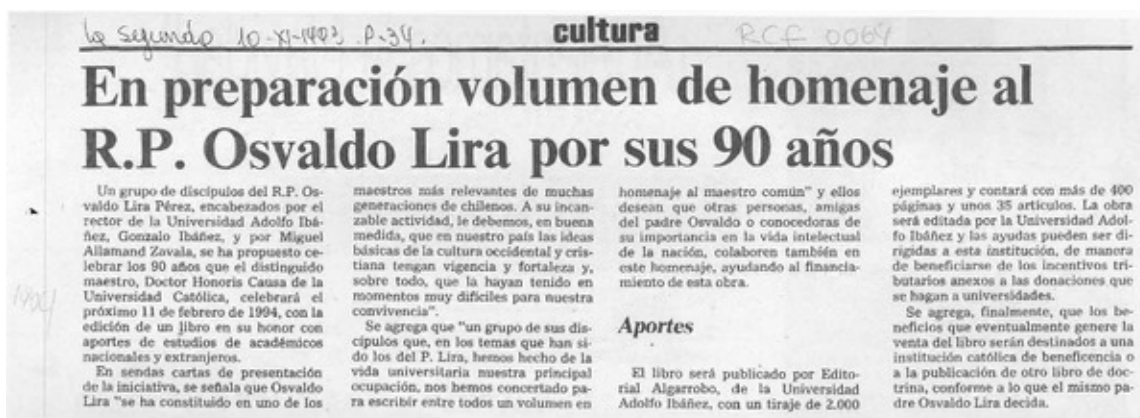 La Segunda 10-XI-1993 P-34.
cultura
RCF 0064
En preparación volumen de homenaje al
R.P. Osvaldo Lira por sus 90 años
Un grupo de discípulos del R.P. Os-
valdo Lira Pérez, encabezados por el
rector de la Universidad Adolfo Ibá-
ñez, Gonzalo Ibáñez, y por Miguel
Allamand Zavala, se ha propuesto ce-
lebrar los 90 años que el distinguido
maestro, Doctor Honoris Causa de la
Universidad Católica, celebrará el
próximo 11 de febrero de 1994, con la
edición de un libro en su honor con
aportes de estudios de académicos
nacionales y extranjeros.
En sendas cartas de presentación
de la iniciativa, se señala que Osvaldo
Lira "se ha constituido en uno de los
maestros más relevantes de muchas
generaciones de chilenos. A su incan-
zable actividad, le debemos, en buena
medida, que en nuestro país las ideas
básicas de la cultura occidental y cris-
tiana tengan vigencia y fortaleza y,
sobre todo, que la hayan tenido en
momentos muy difíciles para nuestra
convivencia".
Se agrega que "un grupo de sus dis-
cípulos que, en los temas que han si-
do los del P. Lira, hemos hecho de la
vida universitaria nuestra principal
ocupación, nos hemos concertado pa-
ra escribir entre todos un volumen en
homenaje al maestro común" y ellos
desean que otras personas, amigas
del padre Osvaldo o conocedoras de
su importancia en la vida intelectual
de la nación, colaboren también en
este homenaje, ayudando al financia-
miento de esta obra.
Aportes
El libro será publicado por Edito-
rial Algarrobo, de la Universidad
Adolfo Ibáñez, con un tiraje de 2.000
ejemplares y contará con más de 400
páginas y unos 35 artículos. La obra
será editada por la Universidad Adol-
fo Ibáñez y las ayudas pueden ser di-
rigidas a esta institución, de manera
de beneficiarse de los incentivos tri-
butarios anexos a las donaciones que
se hagan a universidades.
Se agrega, finalmente, que los be-
neficios que eventualmente genere la
venta del libro serán destinados a una
institución católica de beneficencia o
a la publicación de otro libro de doc-
trina, conforme a lo que el mismo pa-
dre Osvaldo Lira decida.